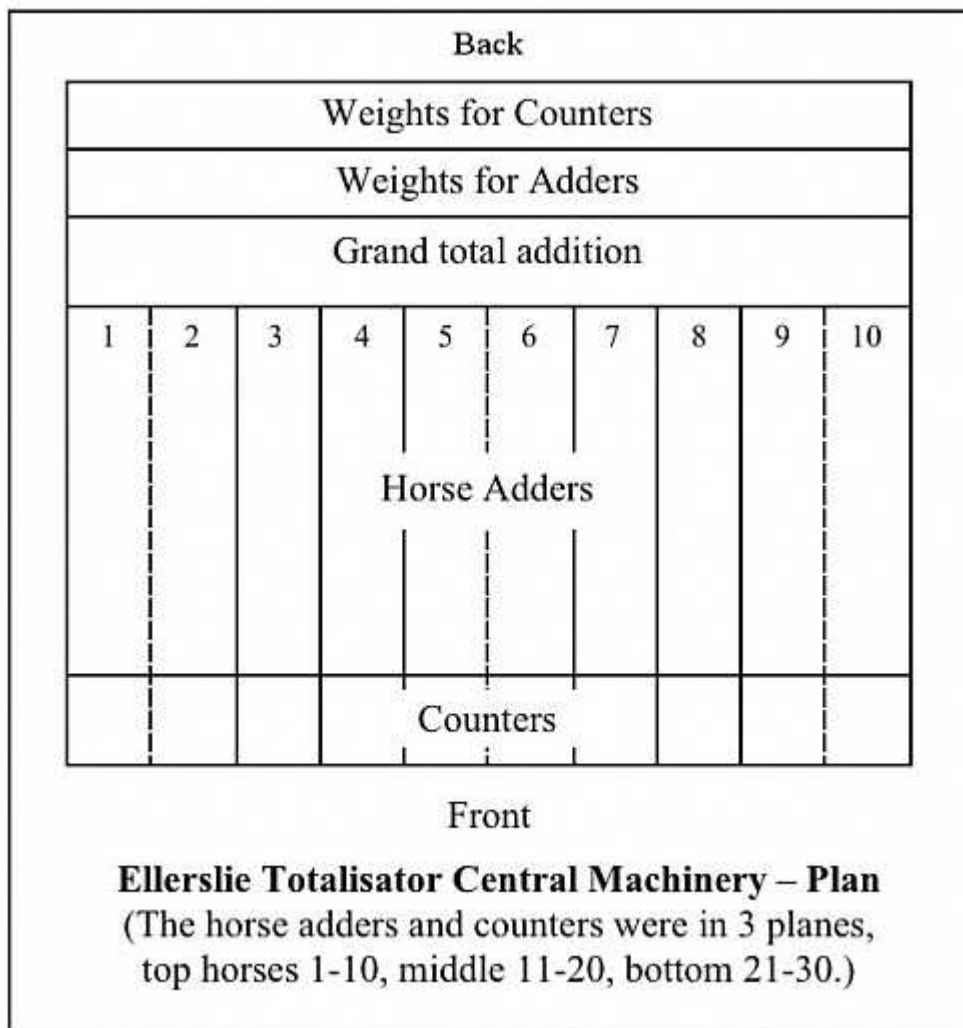 Back
Weights for Counters
Weights for Adders
Grand total addition
1 2 3 4 5 6 7 8 9 10
Horse Adders
Counters
Front
Ellerslie Totalisator Central Machinery – Plan
(The horse adders and counters were in 3 planes,
top horses 1-10, middle 11-20, bottom 21-30.)